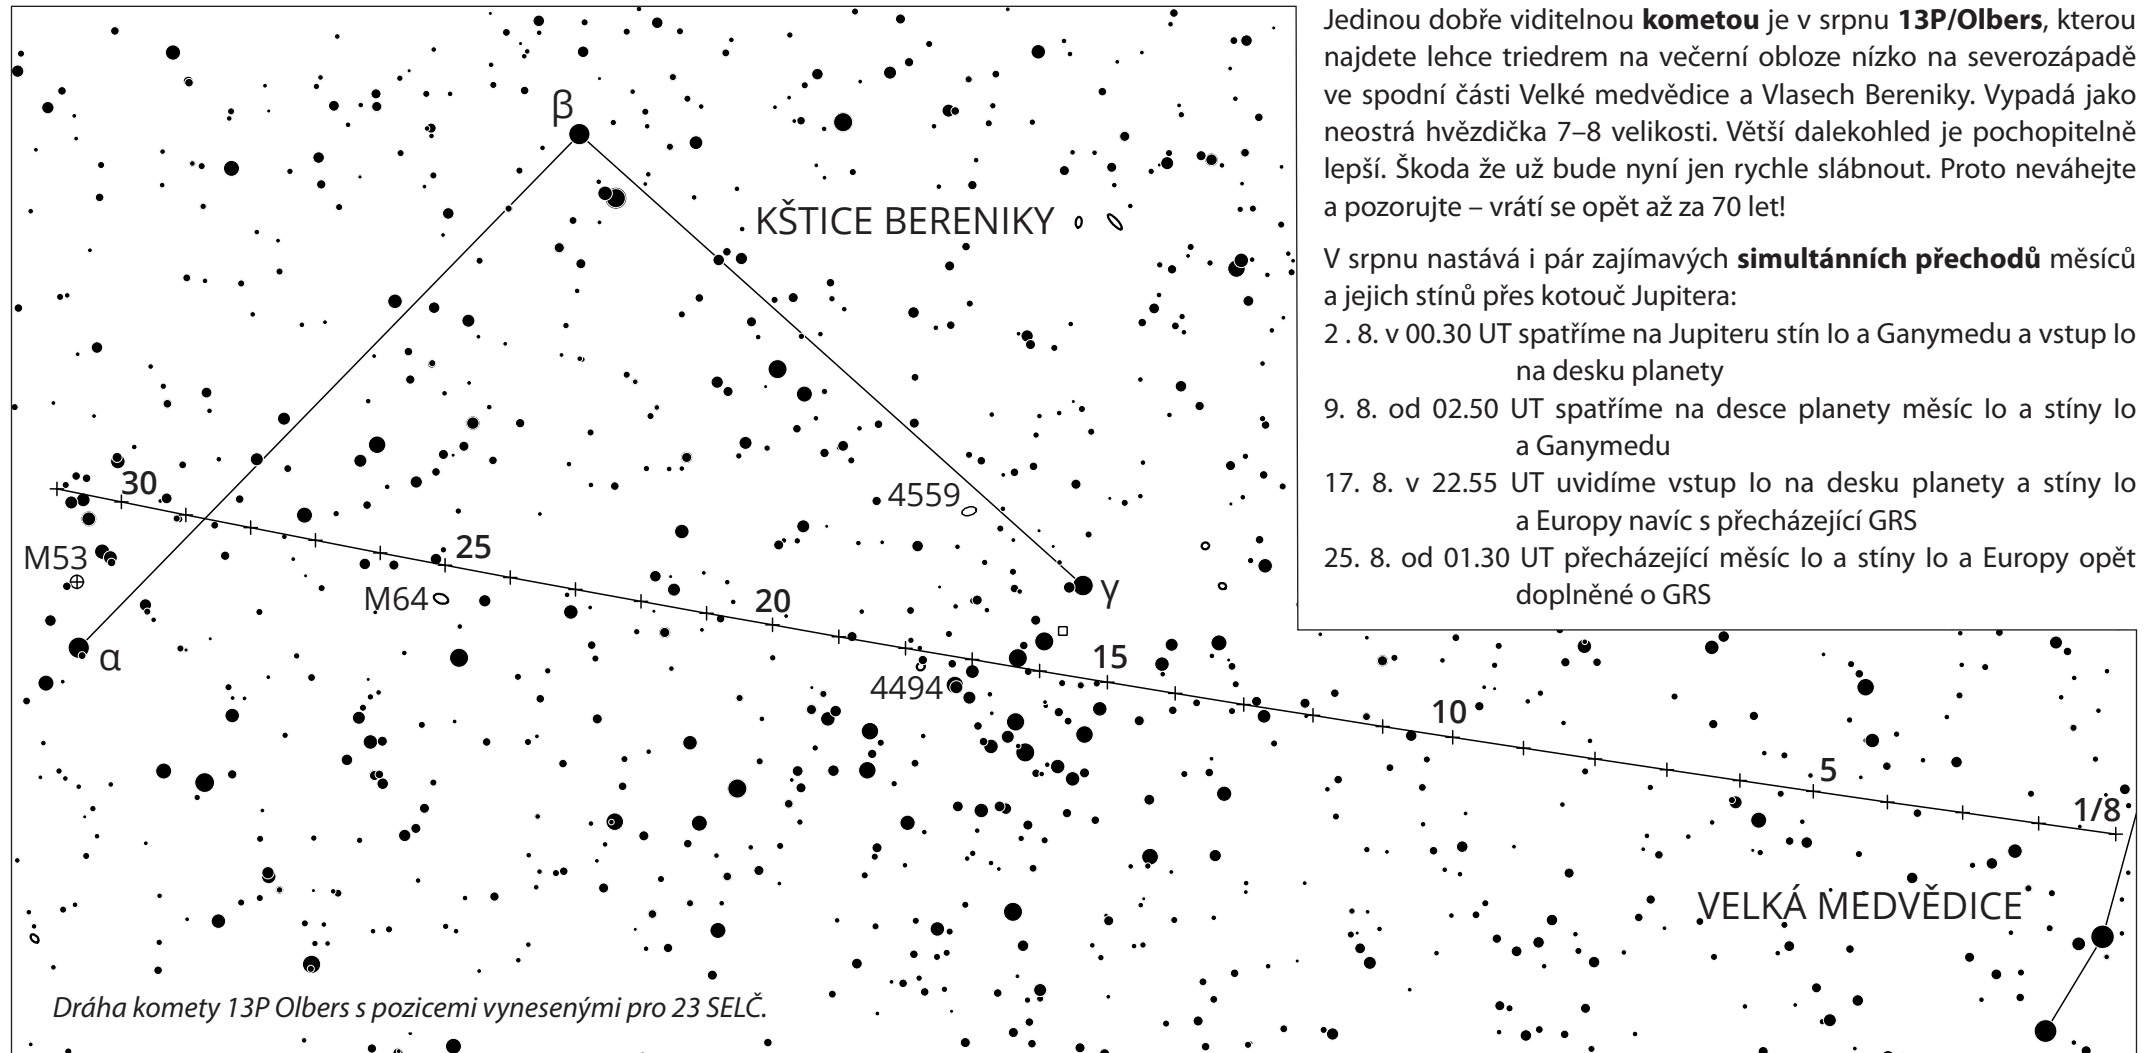 Jedinou dobře viditelnou kometou je v srpnu 13P/Olbers, kterou
najdete lehce triedrem na večerní obloze nízko na severozápadě
ve spodní části Velké medvědice a Vlasech Bereniky. Vypadá jako
neostrá hvězdička 7–8 velikosti. Větší dalekohled je pochopitelně
lepší. Škoda že už bude nyní jen rychle slábnout. Proto neváhejte
a pozorujte – vrátí se opět až za 70 let!
V srpnu nastává i pár zajímavých simultánních přechodů měsíců
a jejich stínů přes kotouč Jupitera:
2 . 8. v 00.30 UT spatříme na Jupiteru stín Io a Ganymedu a vstup Io
na desku planety
9. 8. od 02.50 UT spatříme na desce planety měsíc Io a stíny Io
a Ganymedu
17. 8. v 22.55 UT uvidíme vstup Io na desku planety a stíny Io
a Europy navíc s přecházející GRS
25. 8. od 01.30 UT přecházející měsíc Io a stíny Io a Europy opět
doplněné o GRS
β
KŠTICE BERENIKY
30
4559
M53
25
M64
20
γ
α
15
4494
10
5
1/8
VELKÁ MEDVĚDICE
Dráha komety 13P Olbers s pozicemi vynesenými pro 23 SELČ.